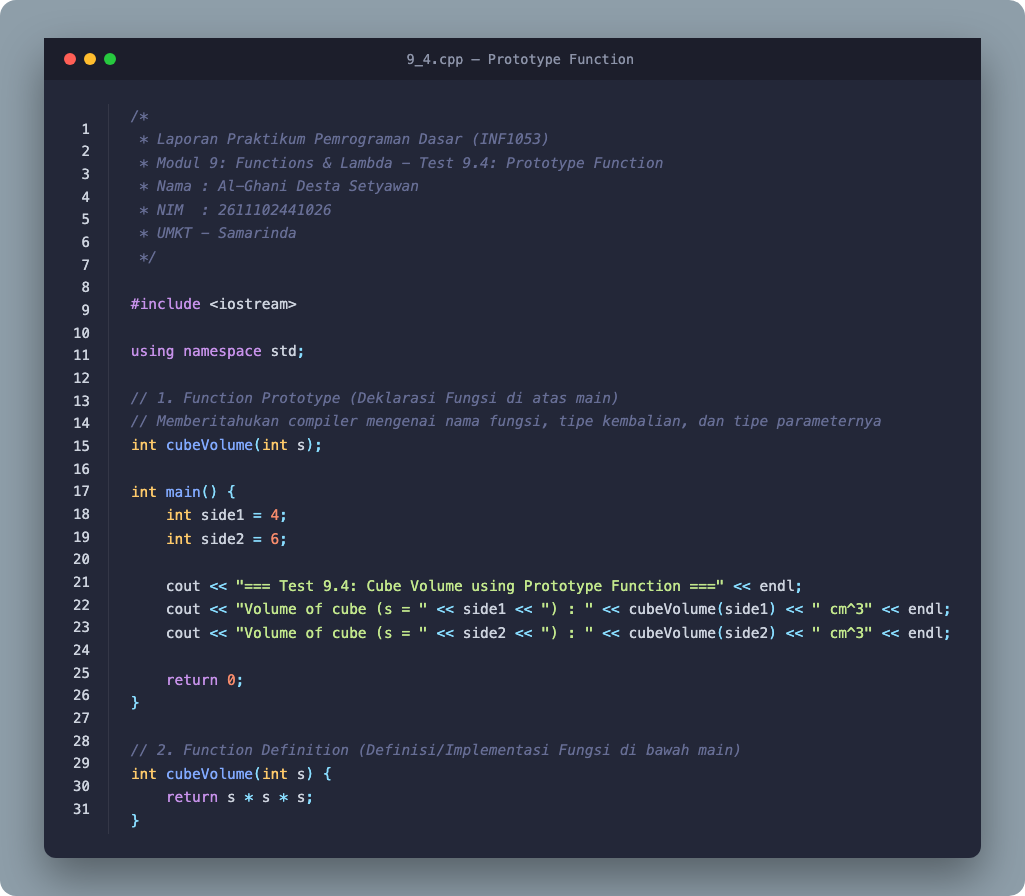 9_4.cpp — Prototype Function
1 /*
2  * Laporan Praktikum Pemrograman Dasar (INF1053)
3  * Modul 9: Functions & Lambda - Test 9.4: Prototype Function
4  * Nama : Al-Ghani Desta Setyawan
5  * NIM  : 2611102441026
6  * UMKT - Samarinda
7  */
8
9 #include <iostream>
10
11 using namespace std;
12
13 // 1. Function Prototype (Deklarasi Fungsi di atas main)
14 // Memberitahukan compiler mengenai nama fungsi, tipe kembalian, dan tipe parameternya
15 int cubeVolume(int s);
16
17 int main() {
18     int side1 = 4;
19     int side2 = 6;
20
21     cout << "=== Test 9.4: Cube Volume using Prototype Function ===" << endl;
22     cout << "Volume of cube (s = " << side1 << ") : " << cubeVolume(side1) << " cm^3" << endl;
23     cout << "Volume of cube (s = " << side2 << ") : " << cubeVolume(side2) << " cm^3" << endl;
24
25     return 0;
26 }
27
28 // 2. Function Definition (Definisi/Implementasi Fungsi di bawah main)
29 int cubeVolume(int s) {
30     return s * s * s;
31 }